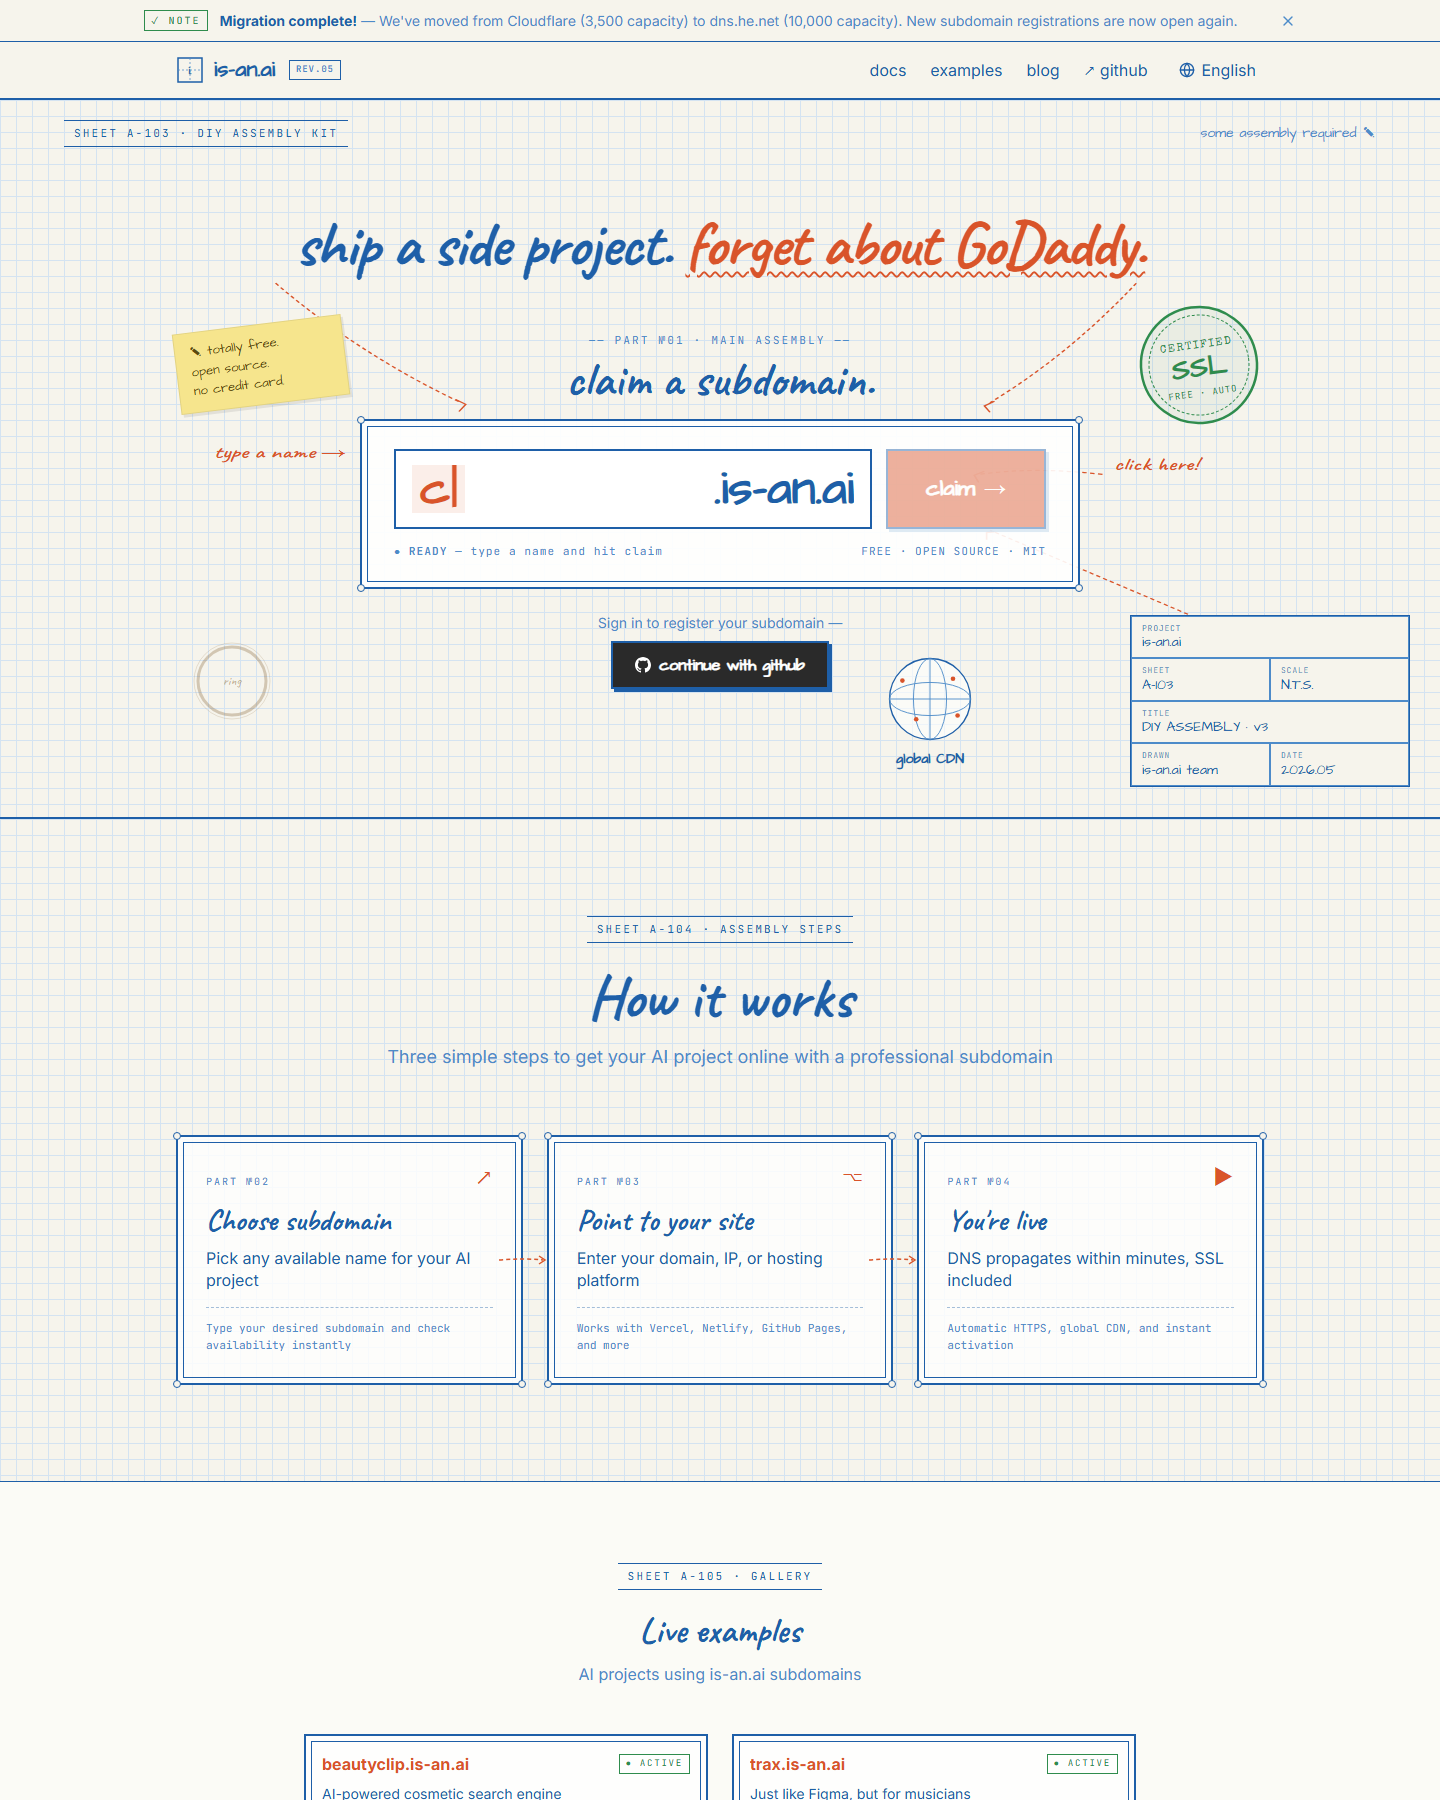 ✓ NOTE Migration complete! — We've moved from Cloudflare (3,500 capacity) to dns.he.net (10,000 capacity). New subdomain registrations are now open again. ×
is-an.ai REV.05 docs examples blog ↗ github English
SHEET A-103 · DIY ASSEMBLY KIT
some assembly required ✎
ship a side project. forget about GoDaddy.
✎ totally free.
open source.
no credit card.
—— PART №01 · MAIN ASSEMBLY ——
claim a subdomain.
CERTIFIED
SSL
FREE · AUTO
type a name →
cl .is-an.ai claim →
click here!
● READY — type a name and hit claim
FREE · OPEN SOURCE · MIT
Sign in to register your subdomain —
continue with github
ring
global CDN
PROJECT
is-an.ai
SHEET
A-103
SCALE
N.T.S.
TITLE
DIY ASSEMBLY · v3
DRAWN
is-an.ai team
DATE
2026.05
SHEET A-104 · ASSEMBLY STEPS
How it works
Three simple steps to get your AI project online with a professional subdomain
PART №02 ↗
Choose subdomain
Pick any available name for your AI
project
Type your desired subdomain and check
availability instantly
PART №03 ⌥
Point to your site
Enter your domain, IP, or hosting
platform
Works with Vercel, Netlify, GitHub Pages,
and more
PART №04 ▶
You're live
DNS propagates within minutes, SSL
included
Automatic HTTPS, global CDN, and instant
activation
SHEET A-105 · GALLERY
Live examples
AI projects using is-an.ai subdomains
beautyclip.is-an.ai ● ACTIVE
AI-powered cosmetic search engine
trax.is-an.ai ● ACTIVE
Just like Figma, but for musicians